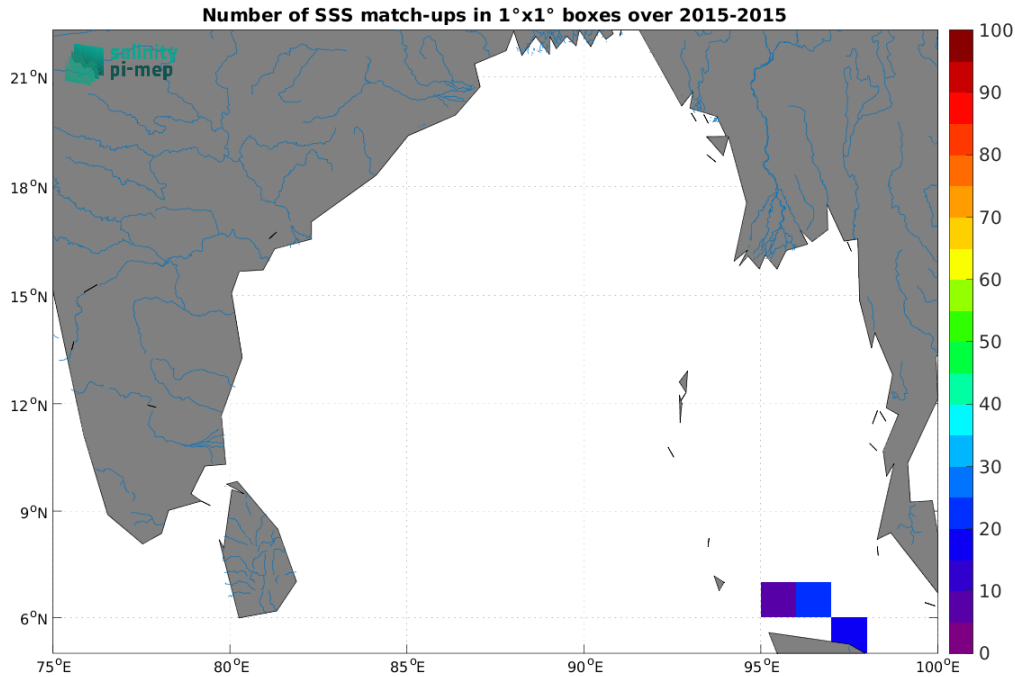 Number of SSS match-ups in 1°x1° boxes over 2015-2015
salinity
pi-mep
21°N
18°N
15°N
12°N
9°N
6°N
75°E
80°E
85°E
90°E
95°E
100°E
100
90
80
70
60
50
40
30
20
10
0